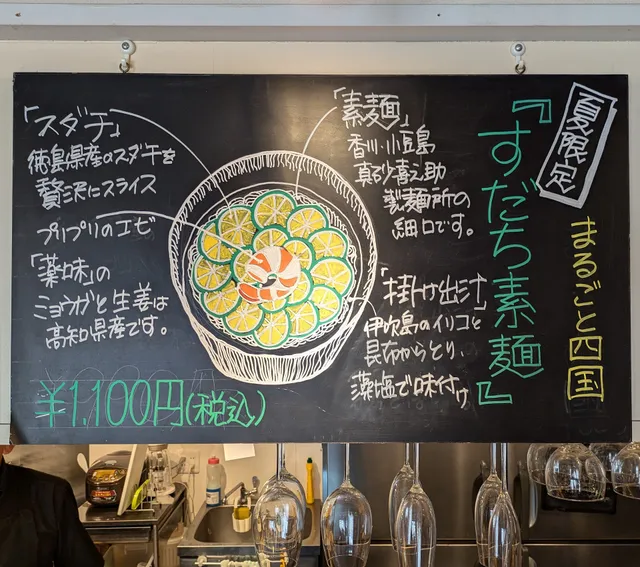 夏限定
まるごと四国
『すだち素麺』
「素麺」
香川・小豆島
真砂喜之助
製麺所の
細口です。
「掛け出汁」
伊吹島のイリコと
昆布からとり、
藻塩で味付け
「スダチ」
徳島県産のスダチを
贅沢にスライス
プリプリのエビ
「薬味」の
ミョウガと生姜は
高知県産です。
¥1,100円(税込)